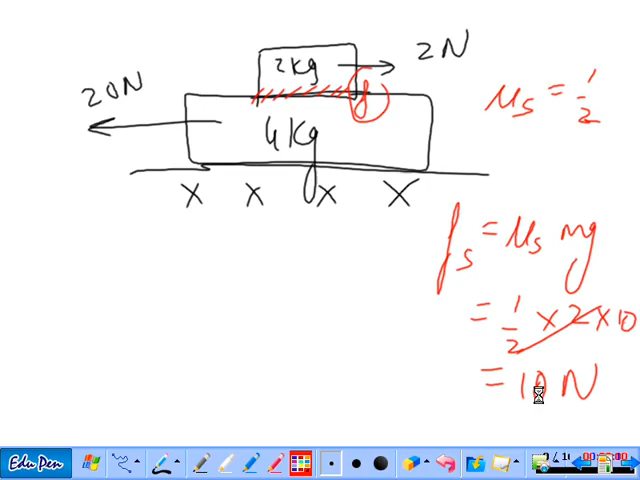 2kg
2N
20N
f
4kg
μs = 1/2
x x x x
fs = μs mg
= 1/2 x 2 x 10
= 10 N
Edu Pen